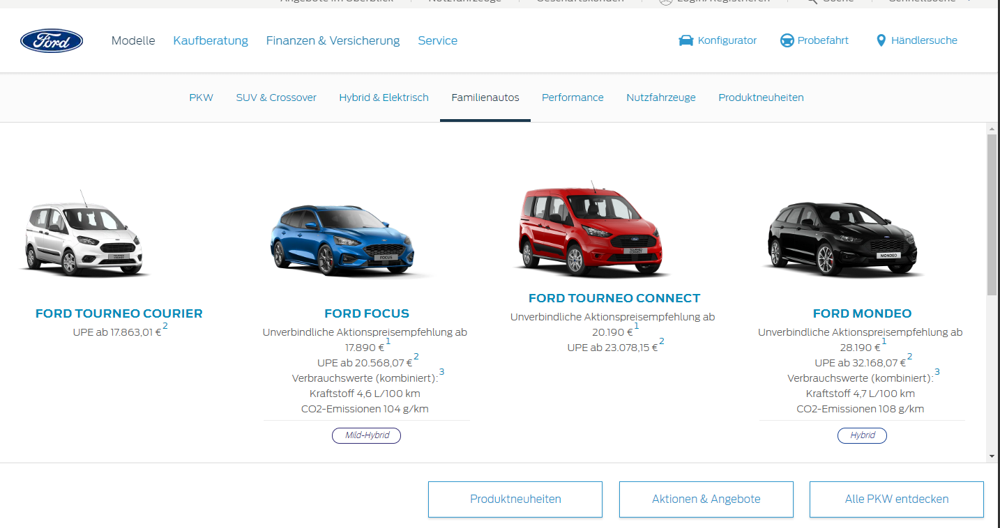 Angebote im Überblick Nutzfahrzeuge Geschäftskunden Login/Registrieren Suche Schnellsuche
Ford Modelle Kaufberatung Finanzen & Versicherung Service Konfigurator Probefahrt Händlersuche
PKW SUV & Crossover Hybrid & Elektrisch Familienautos Performance Nutzfahrzeuge Produktneuheiten
TOURNEO
FOCUS
TOURNEO
CONNECT
MONDEO
FORD TOURNEO COURIER
UPE ab 17.863,01 €2
FORD FOCUS
Unverbindliche Aktionspreisempfehlung ab
17.890 €1
UPE ab 20.568,07 €2
Verbrauchswerte (kombiniert):3
Kraftstoff 4,6 L/100 km
CO2-Emissionen 104 g/km
Mild-Hybrid
FORD TOURNEO CONNECT
Unverbindliche Aktionspreisempfehlung ab
20.190 €1
UPE ab 23.078,15 €2
FORD MONDEO
Unverbindliche Aktionspreisempfehlung ab
28.190 €1
UPE ab 32.168,07 €2
Verbrauchswerte (kombiniert):3
Kraftstoff 4,7 L/100 km
CO2-Emissionen 108 g/km
Hybrid
Produktneuheiten Aktionen & Angebote Alle PKW entdecken